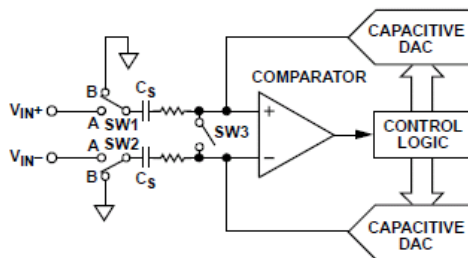 CAPACITIVE
DAC
COMPARATOR
B
CS
VIN+
A
SW1
+
SW3
CONTROL
LOGIC
VIN–
A
SW2
–
B
CS
CAPACITIVE
DAC